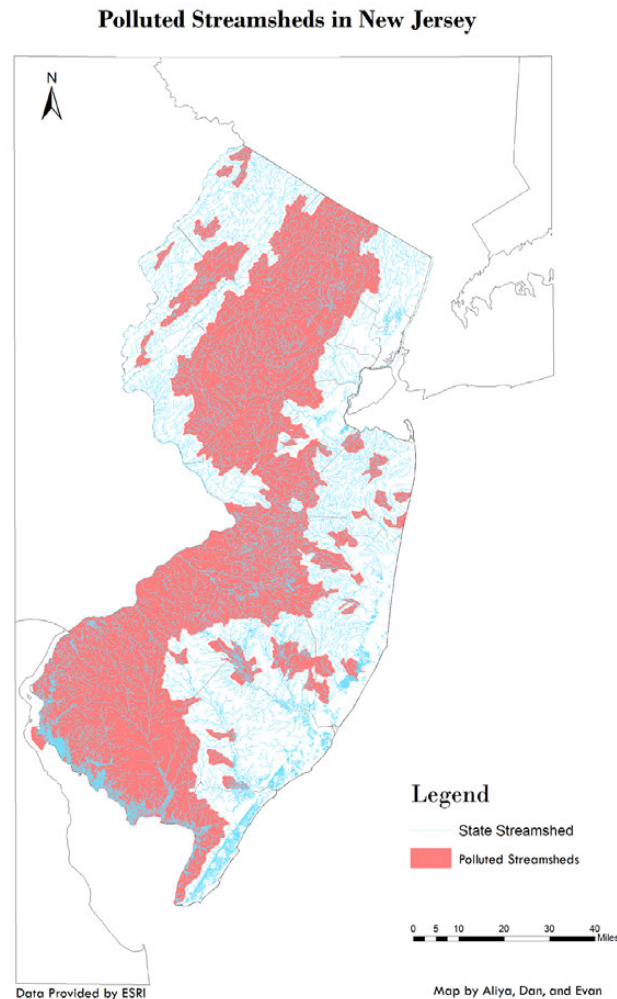 Polluted Streamsheds in New Jersey
N
Legend
State Streamshed
Polluted Streamsheds
0 5 10 20 30 40
Miles
Data Provided by ESRI
Map by Aliya, Dan, and Evan